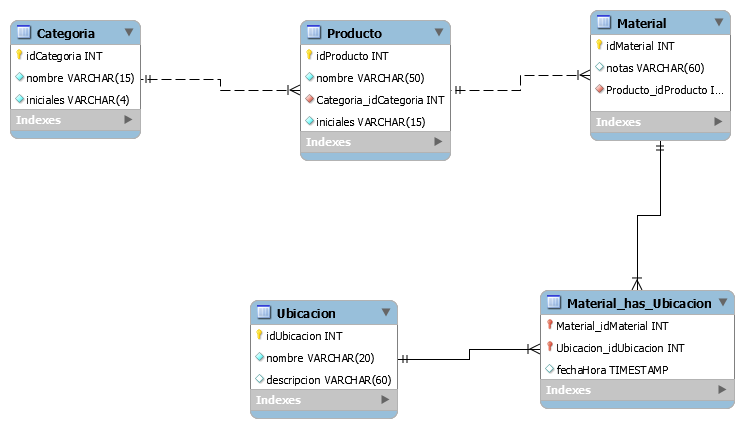 Categoria
idCategoria INT
nombre VARCHAR(15)
iniciales VARCHAR(4)
Indexes
Producto
idProducto INT
nombre VARCHAR(50)
Categoria_idCategoria INT
iniciales VARCHAR(15)
Indexes
Material
idMaterial INT
notas VARCHAR(60)
Producto_idProducto I...
Indexes
Ubicacion
idUbicacion INT
nombre VARCHAR(20)
descripcion VARCHAR(60)
Indexes
Material_has_Ubicacion
Material_idMaterial INT
Ubicacion_idUbicacion INT
fechaHora TIMESTAMP
Indexes